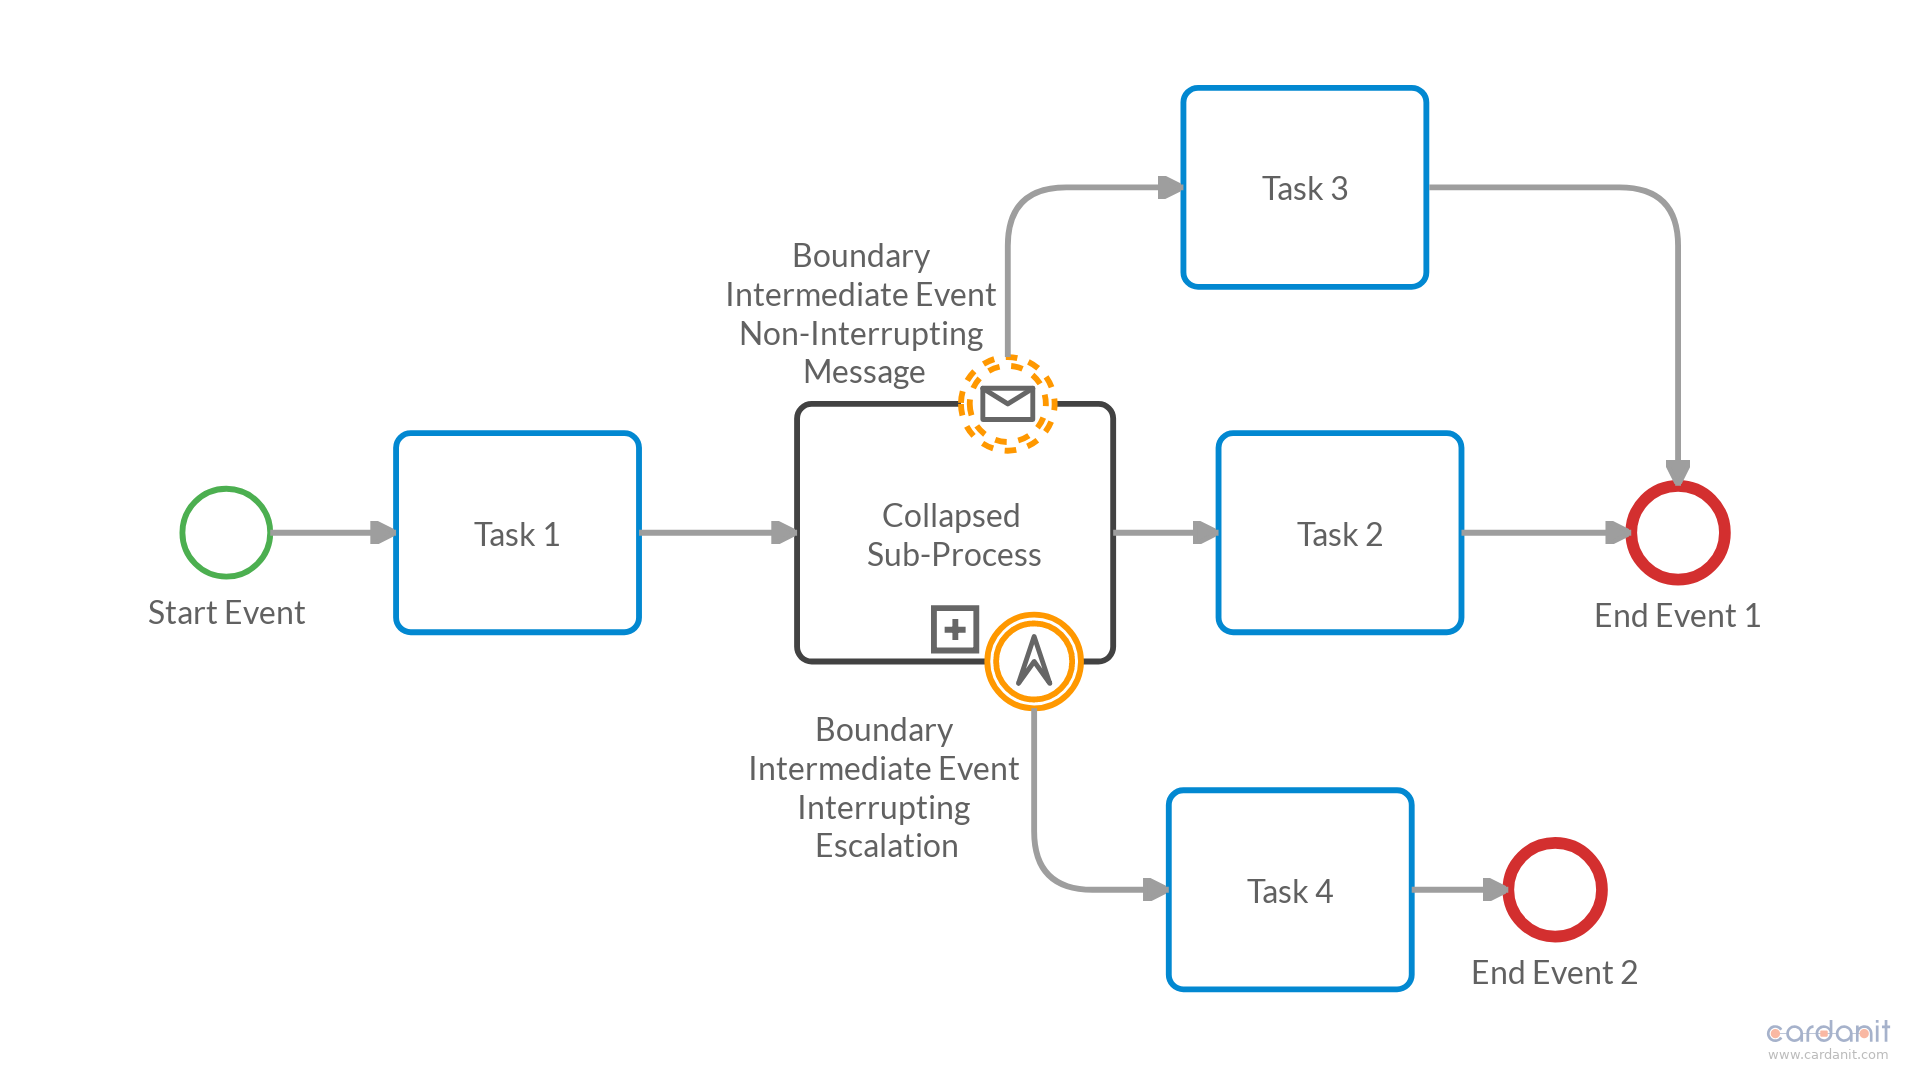 Task 3
Boundary
Intermediate Event
Non-Interrupting
Message
Start Event
Task 1
Collapsed
Sub-Process
Task 2
End Event 1
Boundary
Intermediate Event
Interrupting
Escalation
Task 4
End Event 2
cardanit
www.cardanit.com